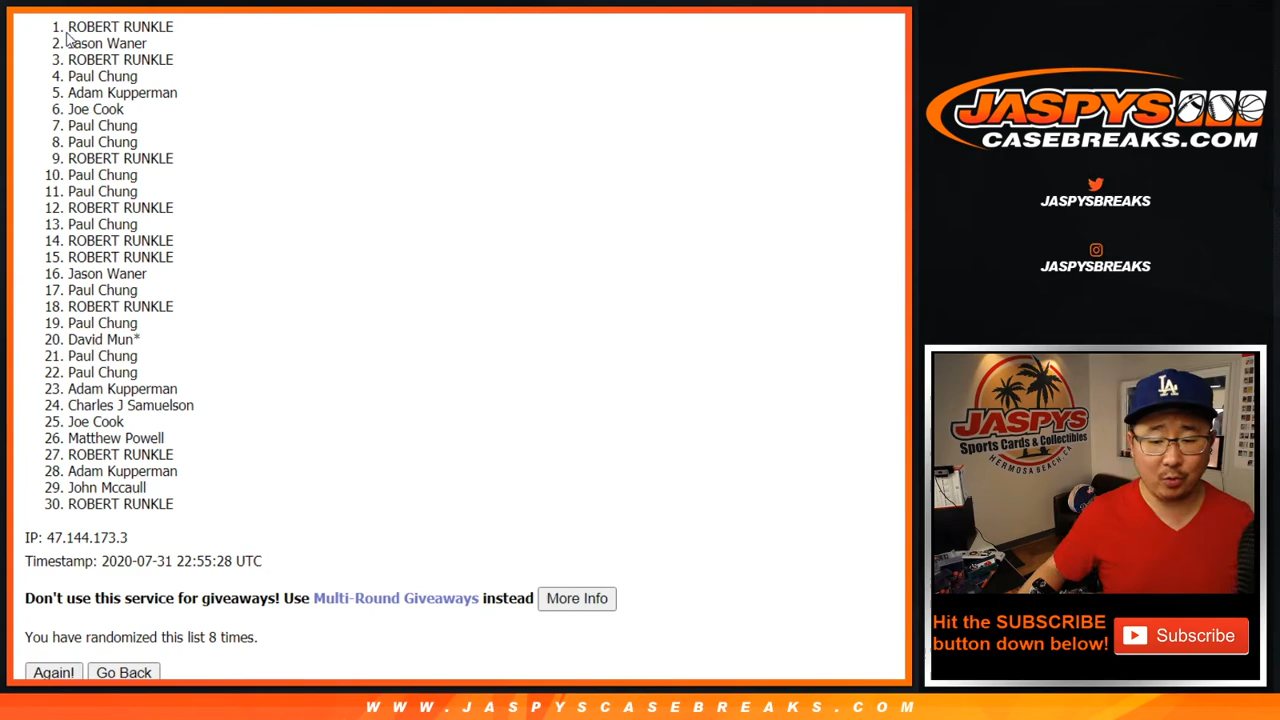 1. ROBERT RUNKLE
2. Jason Waner
3. ROBERT RUNKLE
4. Paul Chung
5. Adam Kupperman
6. Joe Cook
7. Paul Chung
8. Paul Chung
9. ROBERT RUNKLE
10. Paul Chung
11. Paul Chung
12. ROBERT RUNKLE
13. Paul Chung
14. ROBERT RUNKLE
15. ROBERT RUNKLE
16. Jason Waner
17. Paul Chung
18. ROBERT RUNKLE
19. Paul Chung
20. David Mun*
21. Paul Chung
22. Paul Chung
23. Adam Kupperman
24. Charles J Samuelson
25. Joe Cook
26. Matthew Powell
27. ROBERT RUNKLE
28. Adam Kupperman
29. John Mccaull
30. ROBERT RUNKLE
IP: 47.144.173.3
Timestamp: 2020-07-31 22:55:28 UTC
Don't use this service for giveaways! Use Multi-Round Giveaways instead More Info
You have randomized this list 8 times.
Again! Go Back
JASPYS
CASEBREAKS.COM
JASPYSBREAKS
JASPYSBREAKS
JASPYS
Sports Cards & Collectibles
HERMOSA BEACH, CA
LA
Hit the SUBSCRIBE
button down below!
Subscribe
WWW.JASPYSCASEBREAKS.COM